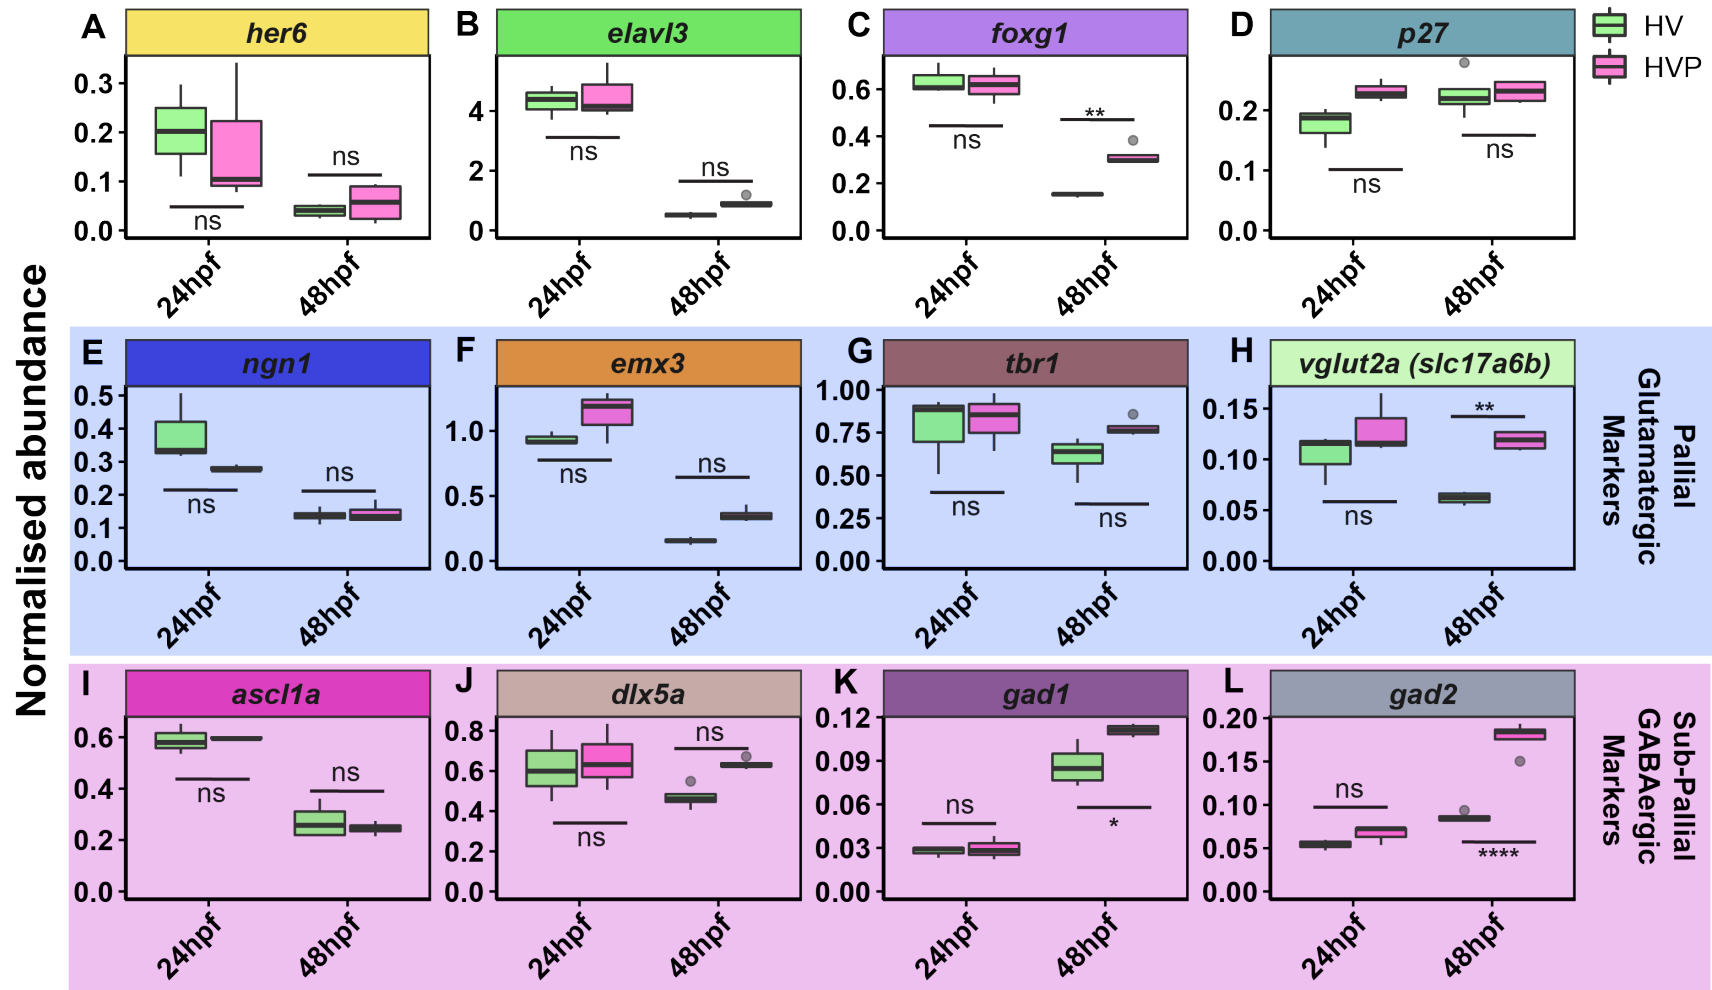 A her6
B elavl3
C foxg1
D p27
HV
HVP
Normalised abundance
0.3
0.2
0.1
0.0
ns
ns
24hpf
48hpf
4
2
0
ns
ns
24hpf
48hpf
0.6
0.4
0.2
0.0
ns
**
24hpf
48hpf
0.2
0.1
0.0
ns
ns
24hpf
48hpf
E ngn1
F emx3
G tbr1
H vglut2a (slc17a6b)
Pallial
Glutamatergic
Markers
0.5
0.4
0.3
0.2
0.1
0.0
ns
ns
24hpf
48hpf
1.0
0.5
0.0
ns
ns
24hpf
48hpf
1.00
0.75
0.50
0.25
0.00
ns
ns
24hpf
48hpf
0.15
0.10
0.05
0.00
ns
**
24hpf
48hpf
I ascl1a
J dlx5a
K gad1
L gad2
Sub-Pallial
GABAergic
Markers
0.6
0.4
0.2
0.0
ns
ns
24hpf
48hpf
0.8
0.6
0.4
0.2
0.0
ns
ns
24hpf
48hpf
0.12
0.09
0.06
0.03
0.00
ns
*
24hpf
48hpf
0.20
0.15
0.10
0.05
0.00
ns
****
24hpf
48hpf